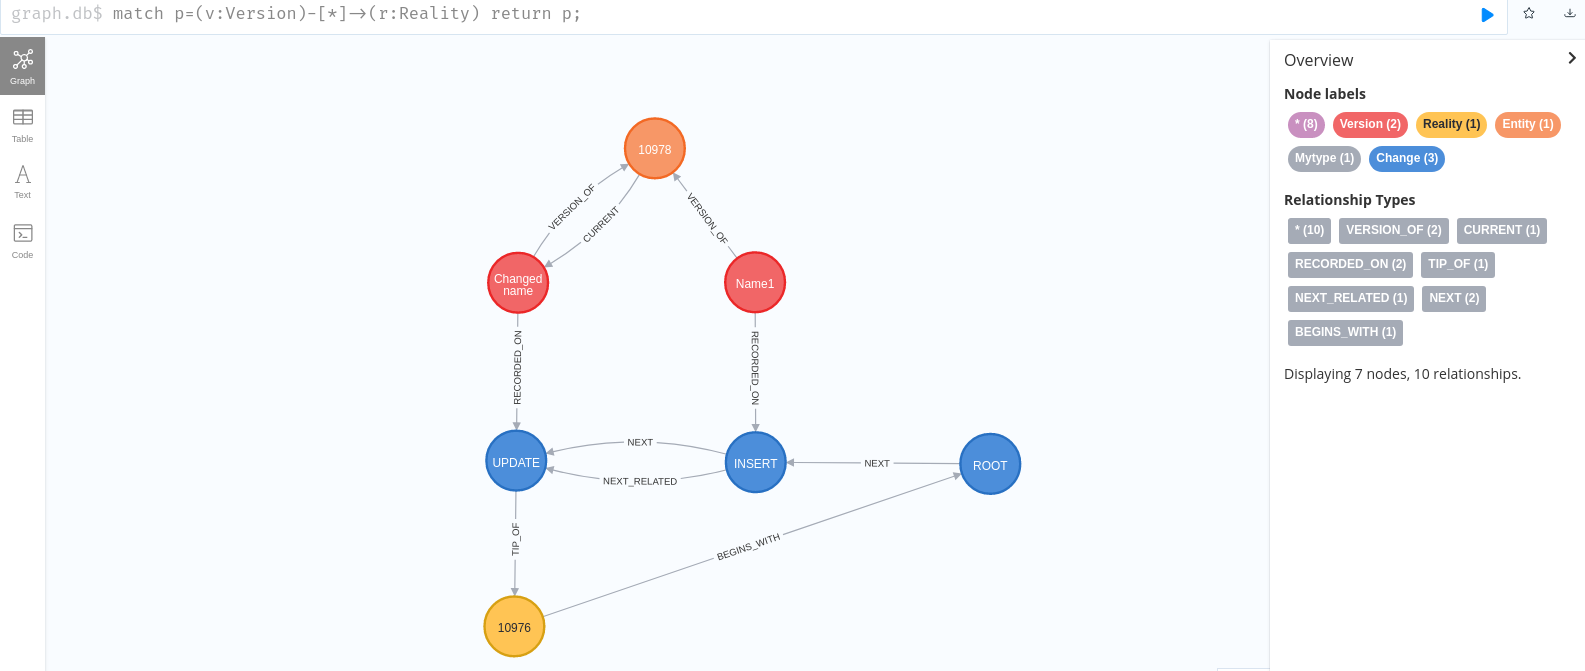 graph.db$ match p=(v:Version)-[*]->(r:Reality) return p;
Graph
Table
Text
Code
10978
VERSION_OF
CURRENT
VERSION_OF
Changed
name
Name1
RECORDED_ON
RECORDED_ON
UPDATE
NEXT
NEXT_RELATED
INSERT
NEXT
ROOT
TIP_OF
BEGINS_WITH
10976
Overview
Node labels
* (8) Version (2) Reality (1) Entity (1)
Mytype (1) Change (3)
Relationship Types
* (10) VERSION_OF (2) CURRENT (1)
RECORDED_ON (2) TIP_OF (1)
NEXT_RELATED (1) NEXT (2)
BEGINS_WITH (1)
Displaying 7 nodes, 10 relationships.